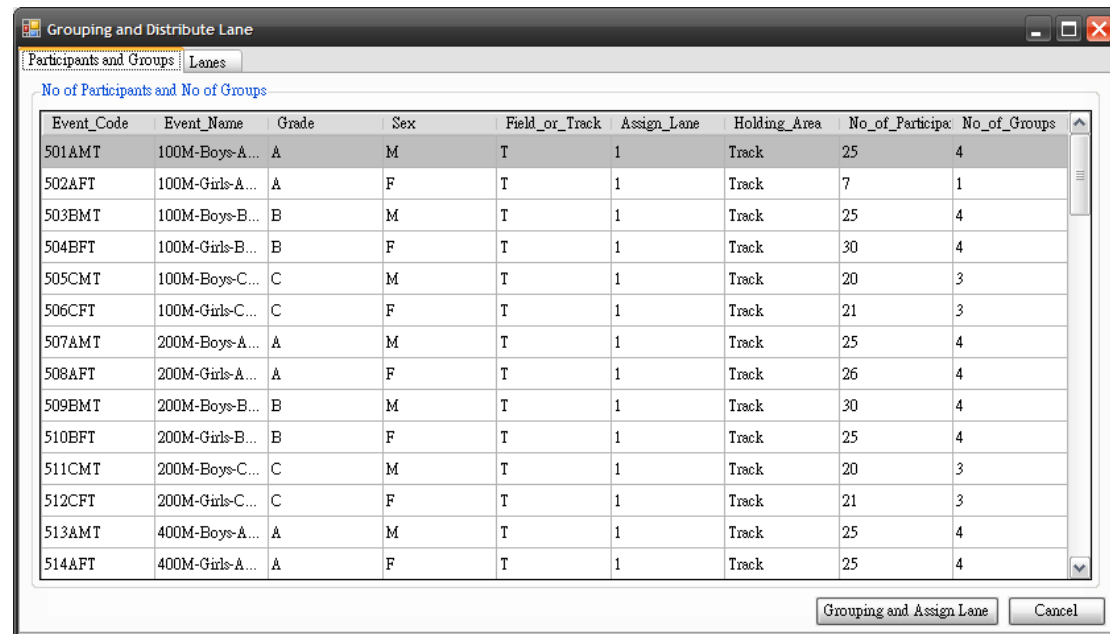 Grouping and Distribute Lane
Participants and Groups Lanes
No of Participants and No of Groups
Event_Code Event_Name Grade Sex Field_or_Track Assign_Lane Holding_Area No_of_Participa: No_of_Groups
501AMT 100M-Boys-A... A M T 1 Track 25 4
502AFT 100M-Girls-A... A F T 1 Track 7 1
503BMT 100M-Boys-B... B M T 1 Track 25 4
504BFT 100M-Girls-B... B F T 1 Track 30 4
505CMT 100M-Boys-C... C M T 1 Track 20 3
506CFT 100M-Girls-C... C F T 1 Track 21 3
507AMT 200M-Boys-A... A M T 1 Track 25 4
508AFT 200M-Girls-A... A F T 1 Track 26 4
509BMT 200M-Boys-B... B M T 1 Track 30 4
510BFT 200M-Girls-B... B F T 1 Track 25 4
511CMT 200M-Boys-C... C M T 1 Track 20 3
512CFT 200M-Girls-C... C F T 1 Track 21 3
513AMT 400M-Boys-A... A M T 1 Track 25 4
514AFT 400M-Girls-A... A F T 1 Track 25 4
Grouping and Assign Lane Cancel